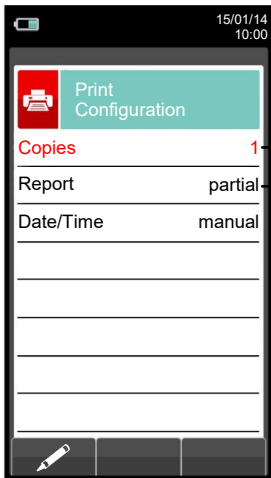 15/01/14
10:00
Print
Configuration
Copies 1
Report partial
Date/Time manual